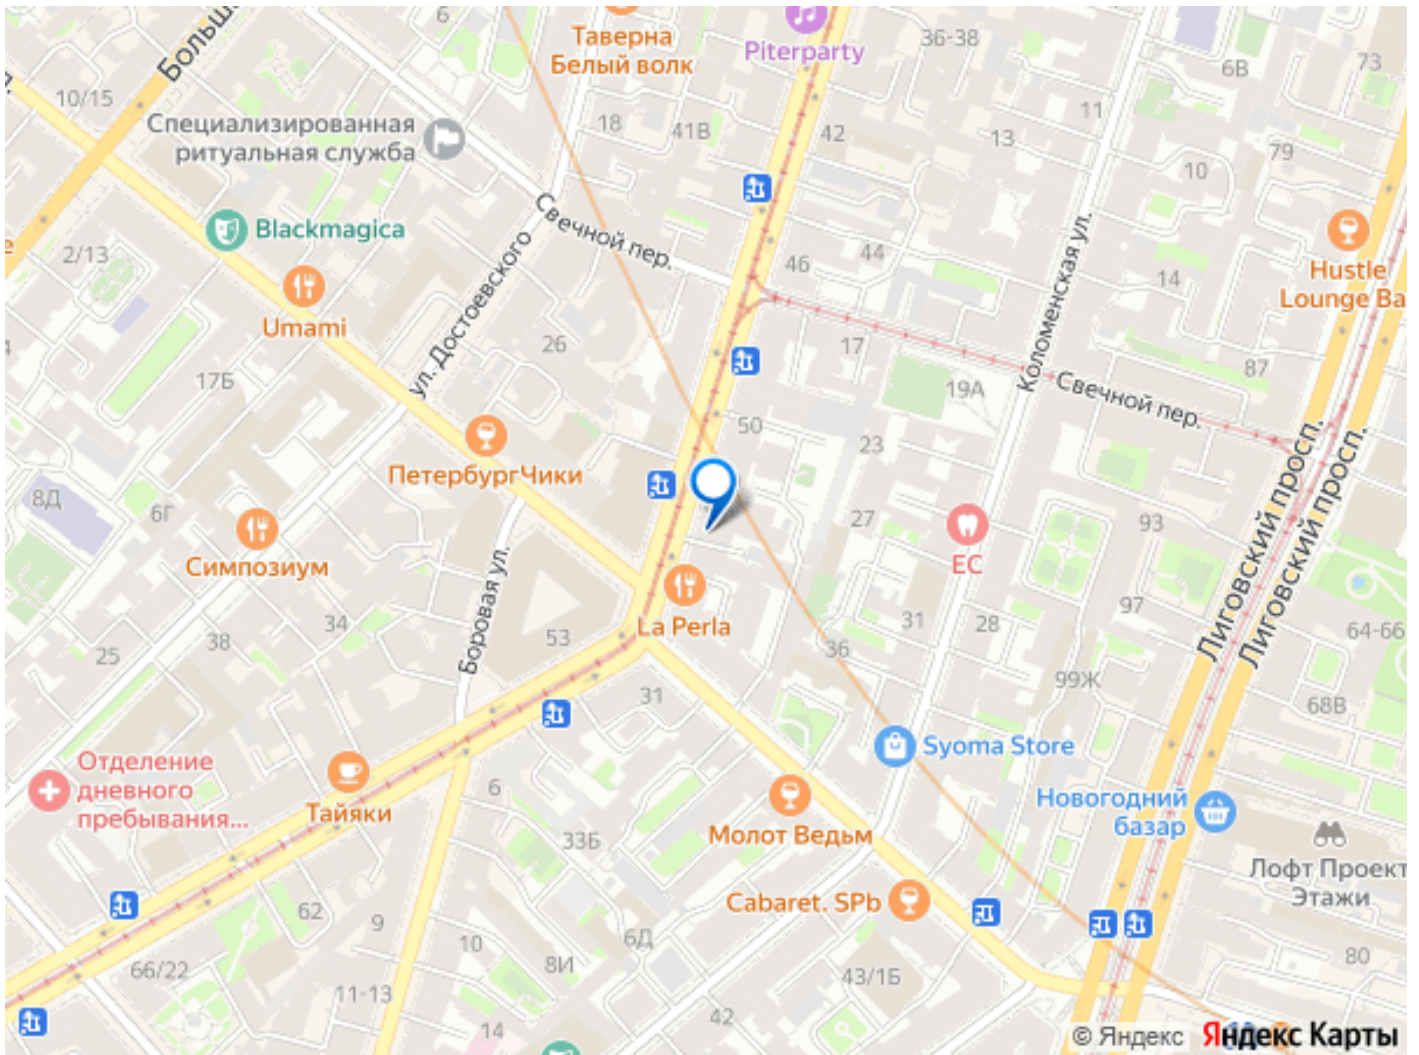 6
Таверна
Белый волк
Piterparty
36-38
6В
73
10/15
Специализированная
ритуальная служба
18
41В
42
11
13
79
10
Свечной пер.
Blackmagica
2/13
ул. Достоевского
46
44
14
Коломенская ул.
Hustle
Lounge Ba
Umami
26
17
87
17Б
19А
Свечной пер.
50
23
ПетербургЧики
8Д
6Г
27
93
Лиговский просп.
Лиговский просп.
Симпозиум
ЕС
Боровая ул.
La Perla
97
34
53
31
28
64-66
38
25
36
31
99Ж
68В
Syoma Store
Отделение
дневного
пребывания...
Тайяки
6
33Б
Молот Ведьм
Новогодний
базар
Лофт Проект
Этажи
Cabaret. SPb
62
9
10
6Д
8И
66/22
11-13
43/1Б
80
14
42
© Яндекс
Яндекс Карты